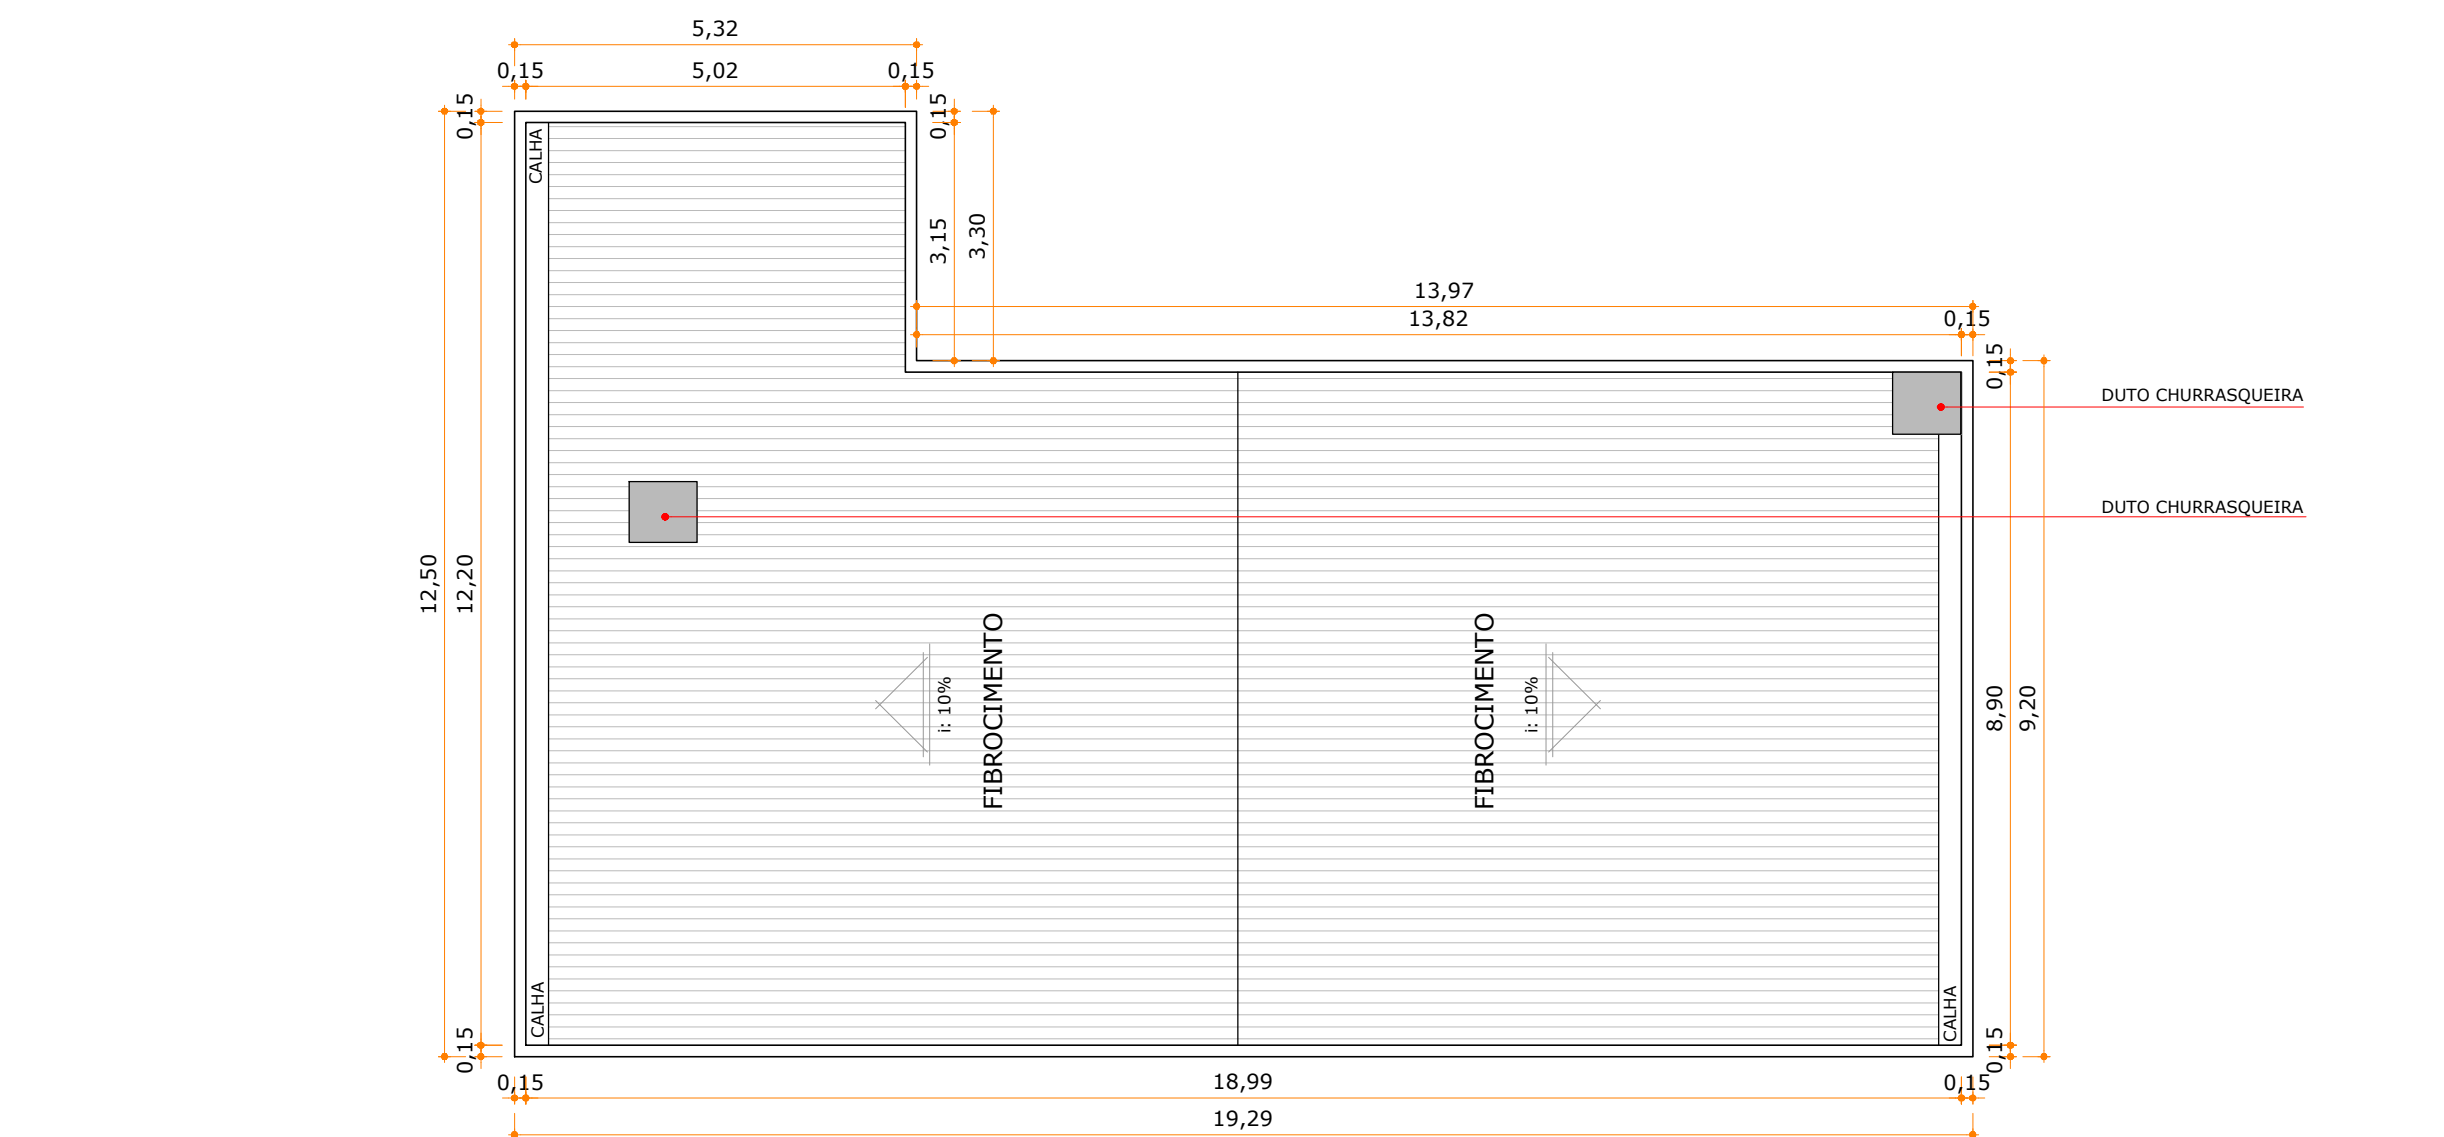 5,32
0,15
5,02
0,15
0,15
0,15
CALHA
3,15
3,30
13,97
13,82
0,15
0,15
DUTO CHURRASQUEIRA
DUTO CHURRASQUEIRA
12,50
12,20
FIBROCIMENTO
FIBROCIMENTO
i: 10%
i: 10%
8,90
9,20
CALHA
CALHA
0,15
0,15
0,15
18,99
0,15
19,29